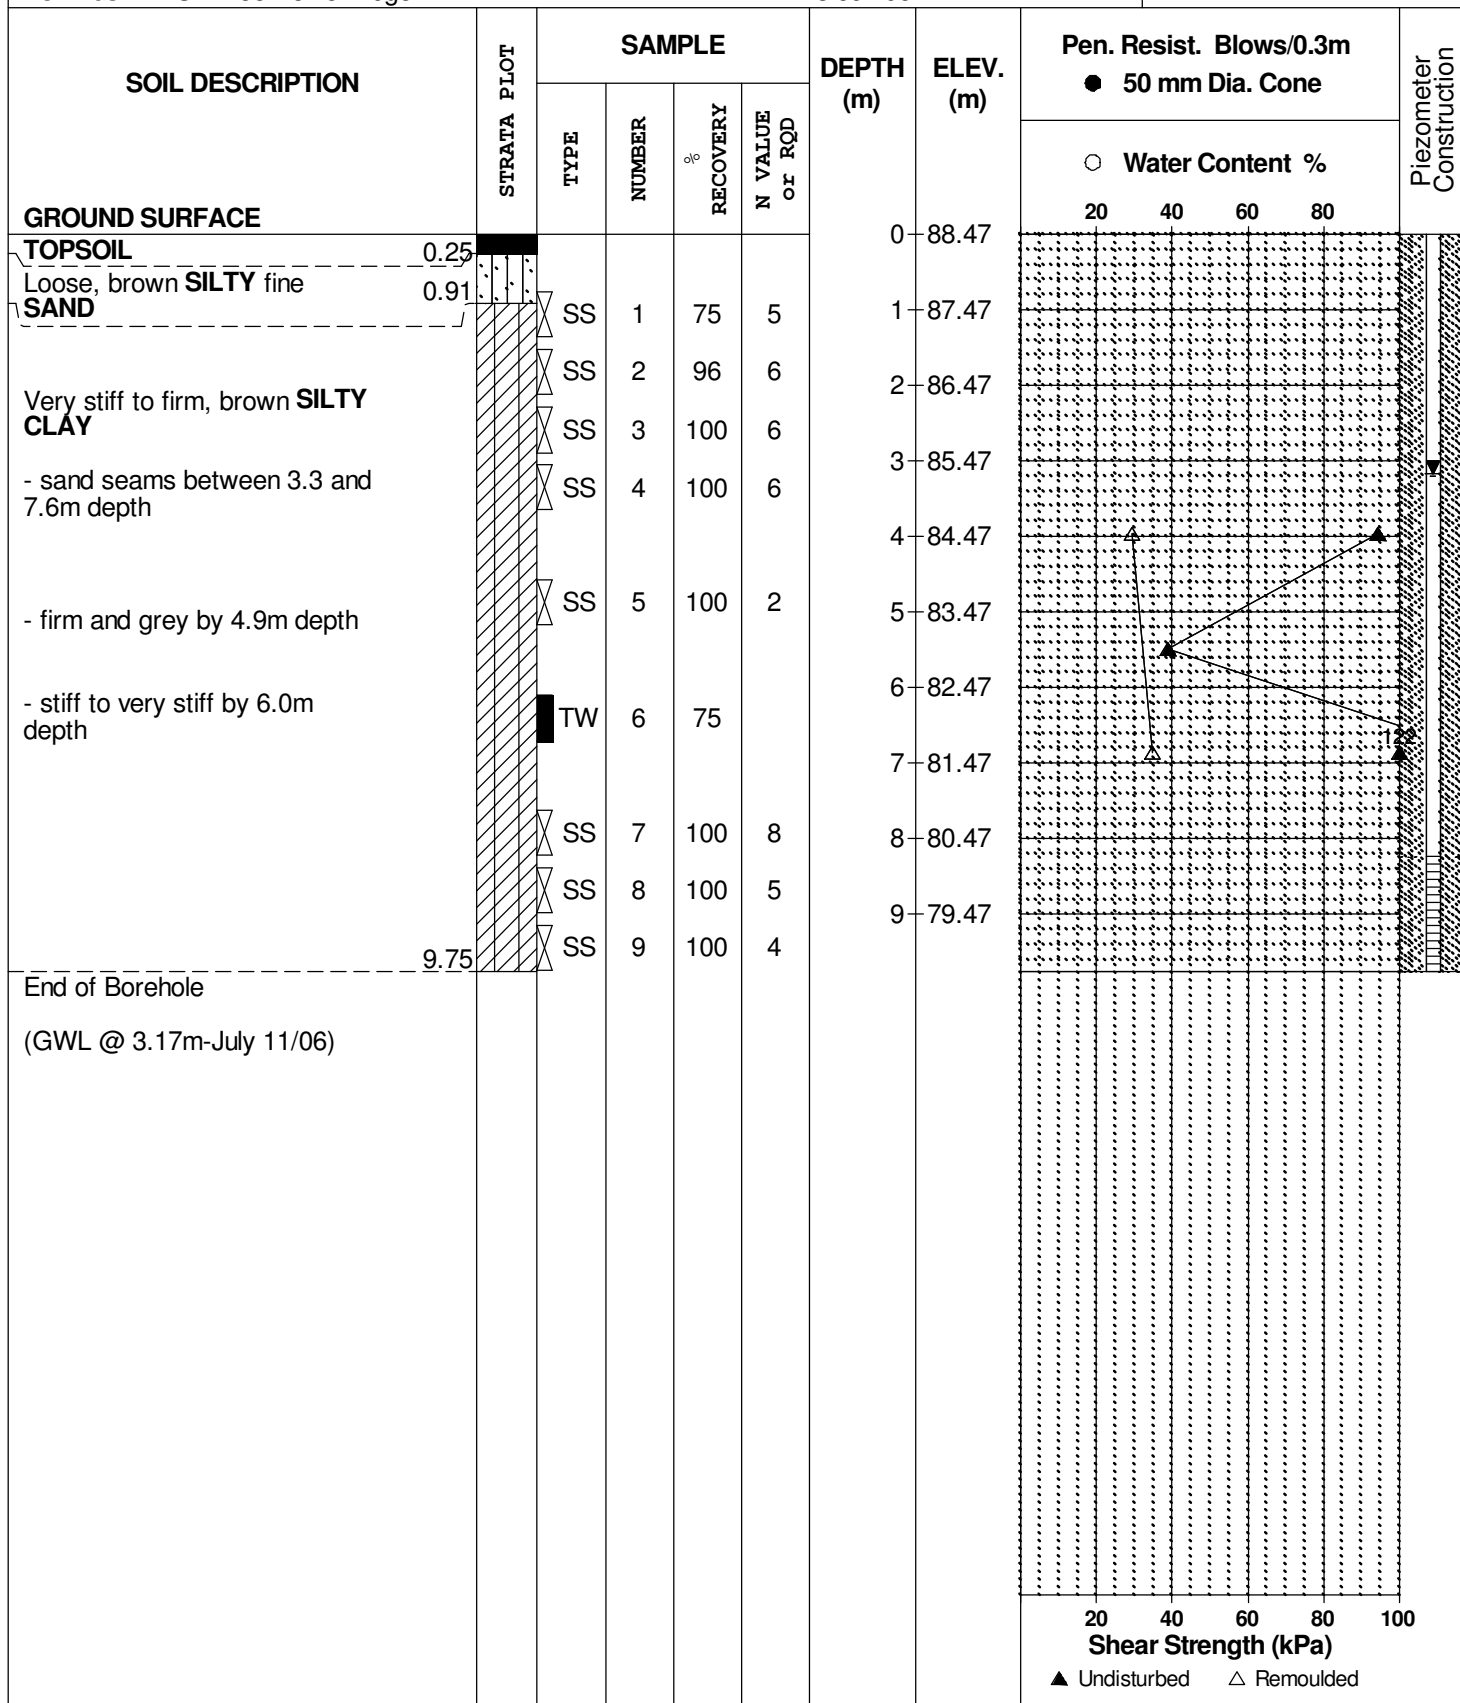 SOIL DESCRIPTION
STRATA PLOT
SAMPLE
TYPE
NUMBER
% RECOVERY
N VALUE or RQD
DEPTH (m)
ELEV. (m)
Pen. Resist. Blows/0.3m
● 50 mm Dia. Cone
○ Water Content %
20 40 60 80
Piezometer Construction
GROUND SURFACE
0 88.47
TOPSOIL 0.25
Loose, brown SILTY fine
SAND 0.91
SS 1 75 5
1 87.47
SS 2 96 6
2 86.47
Very stiff to firm, brown SILTY
CLAY
SS 3 100 6
3 85.47
- sand seams between 3.3 and
7.6m depth
SS 4 100 6
4 84.47
SS 5 100 2
5 83.47
- firm and grey by 4.9m depth
6 82.47
- stiff to very stiff by 6.0m
depth
TW 6 75
122
7 81.47
SS 7 100 8
8 80.47
SS 8 100 5
9 79.47
SS 9 100 4
9.75
End of Borehole
(GWL @ 3.17m-July 11/06)
20 40 60 80 100
Shear Strength (kPa)
▲ Undisturbed △ Remoulded